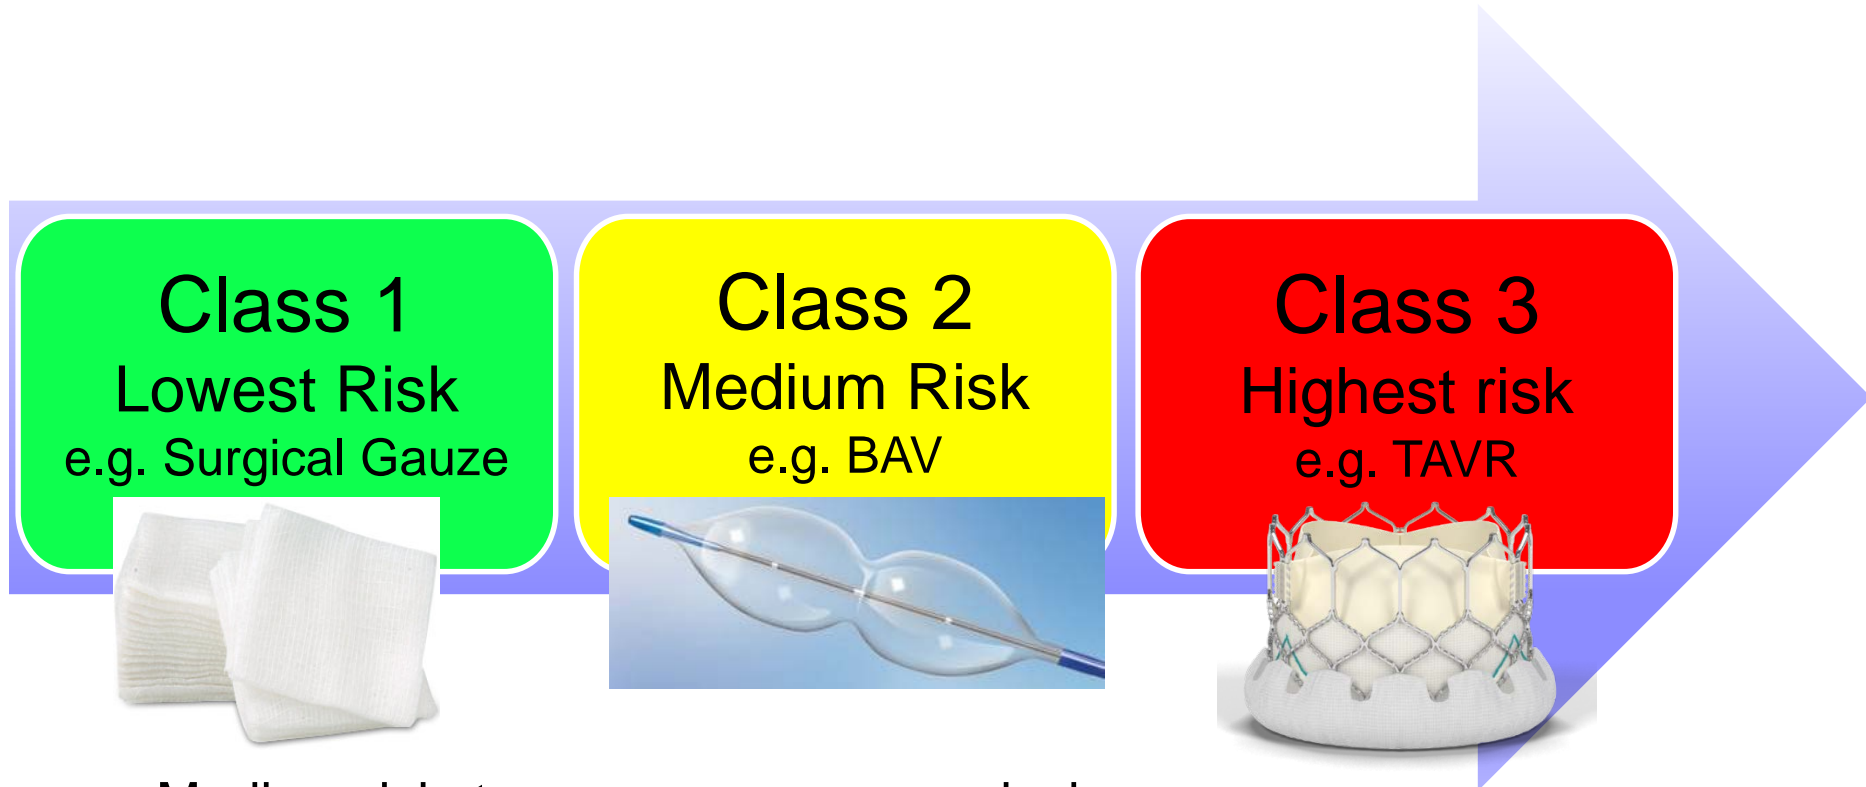 Class 1
Lowest Risk
e.g. Surgical Gauze
Class 2
Medium Risk
e.g. BAV
Class 3
Highest risk
e.g. TAVR